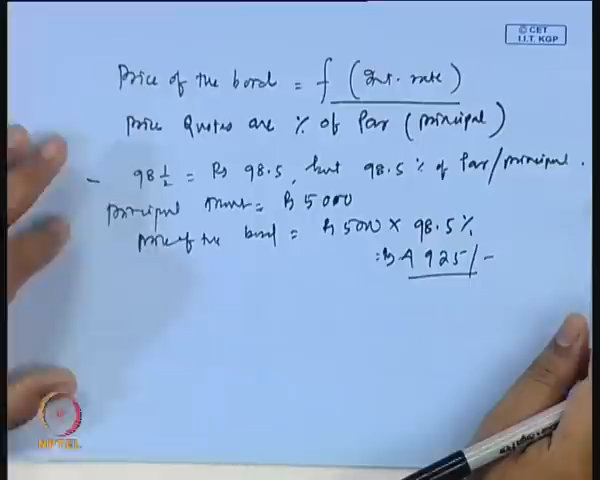 © CET
I.I.T. KGP
Price of the bond = f (Int. rate)
Price Quotes are % of Par (principal)
- 98 1/2 = Rs 98.5, but 98.5 % of Par/principal.
principal = Rs 5000
price of the bond = Rs 5000 × 98.5 %
= Rs 4925/-
NPTEL